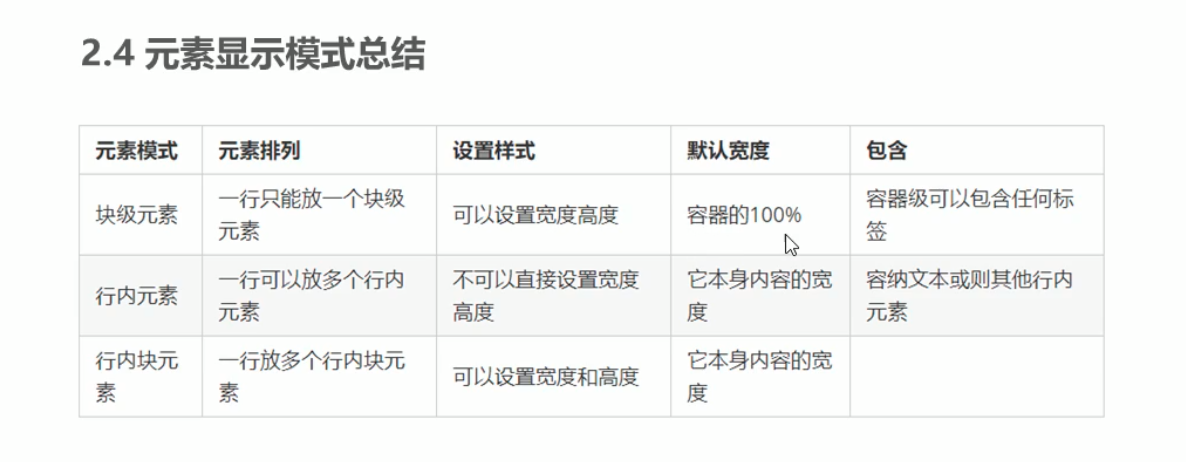 2.4 元素显示模式总结
元素模式 元素排列 设置样式 默认宽度 包含
块级元素 一行只能放一个块级元素 可以设置宽度高度 容器的100% 容器级可以包含任何标签
行内元素 一行可以放多个行内元素 不可以直接设置宽度高度 它本身内容的宽度 容纳文本或则其他行内元素
行内块元素 一行放多个行内块元素 可以设置宽度和高度 它本身内容的宽度